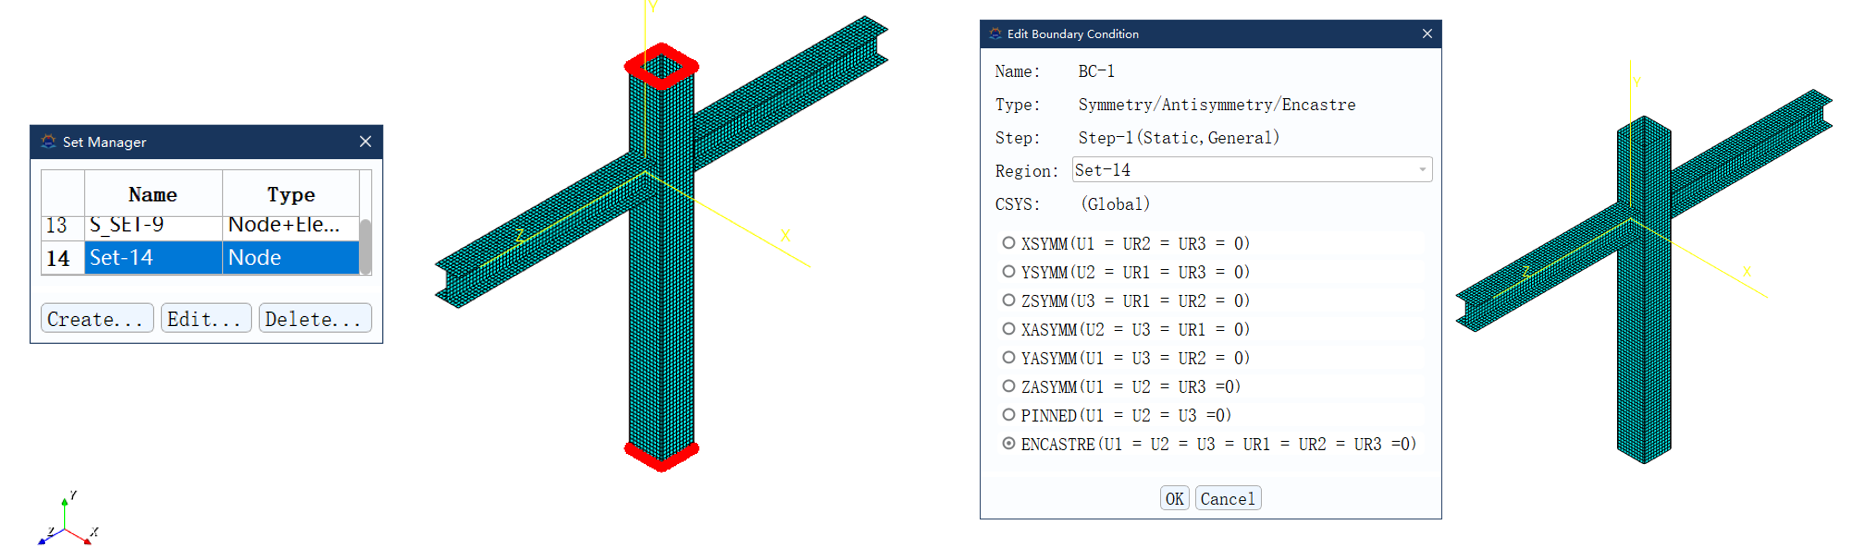 Set Manager
Name Type
13 S_SET-9 Node+Ele...
14 Set-14 Node
Create... Edit... Delete...
Y
Z
X
Y
Z
X
Edit Boundary Condition
Name: BC-1
Type: Symmetry/Antisymmetry/Encastre
Step: Step-1(Static,General)
Region: Set-14
CSYS: (Global)
XSYMM(U1 = UR2 = UR3 = 0)
YSYMM(U2 = UR1 = UR3 = 0)
ZSYMM(U3 = UR1 = UR2 = 0)
XASYMM(U2 = U3 = UR1 = 0)
YASYMM(U1 = U3 = UR2 = 0)
ZASYMM(U1 = U2 = UR3 =0)
PINNED(U1 = U2 = U3 =0)
ENCASTRE(U1 = U2 = U3 = UR1 = UR2 = UR3 =0)
OK Cancel
Y
Z
X